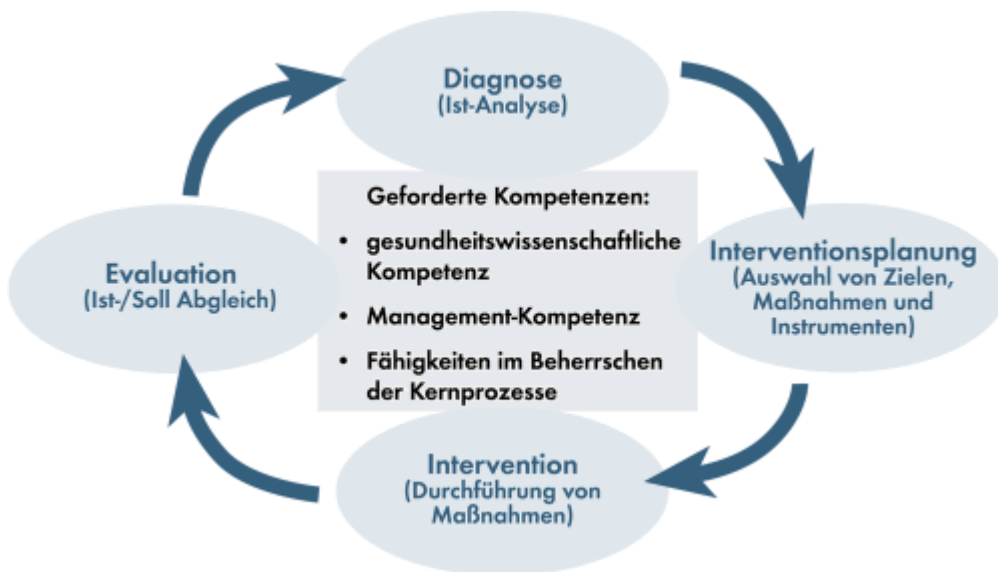 Diagnose
(Ist-Analyse)
Geforderte Kompetenzen:
• gesundheitswissenschaftliche
Kompetenz
• Management-Kompetenz
• Fähigkeiten im Beherrschen
der Kernprozesse
Interventionsplanung
(Auswahl von Zielen,
Maßnahmen und
Instrumenten)
Intervention
(Durchführung von
Maßnahmen)
Evaluation
(Ist-/Soll Abgleich)